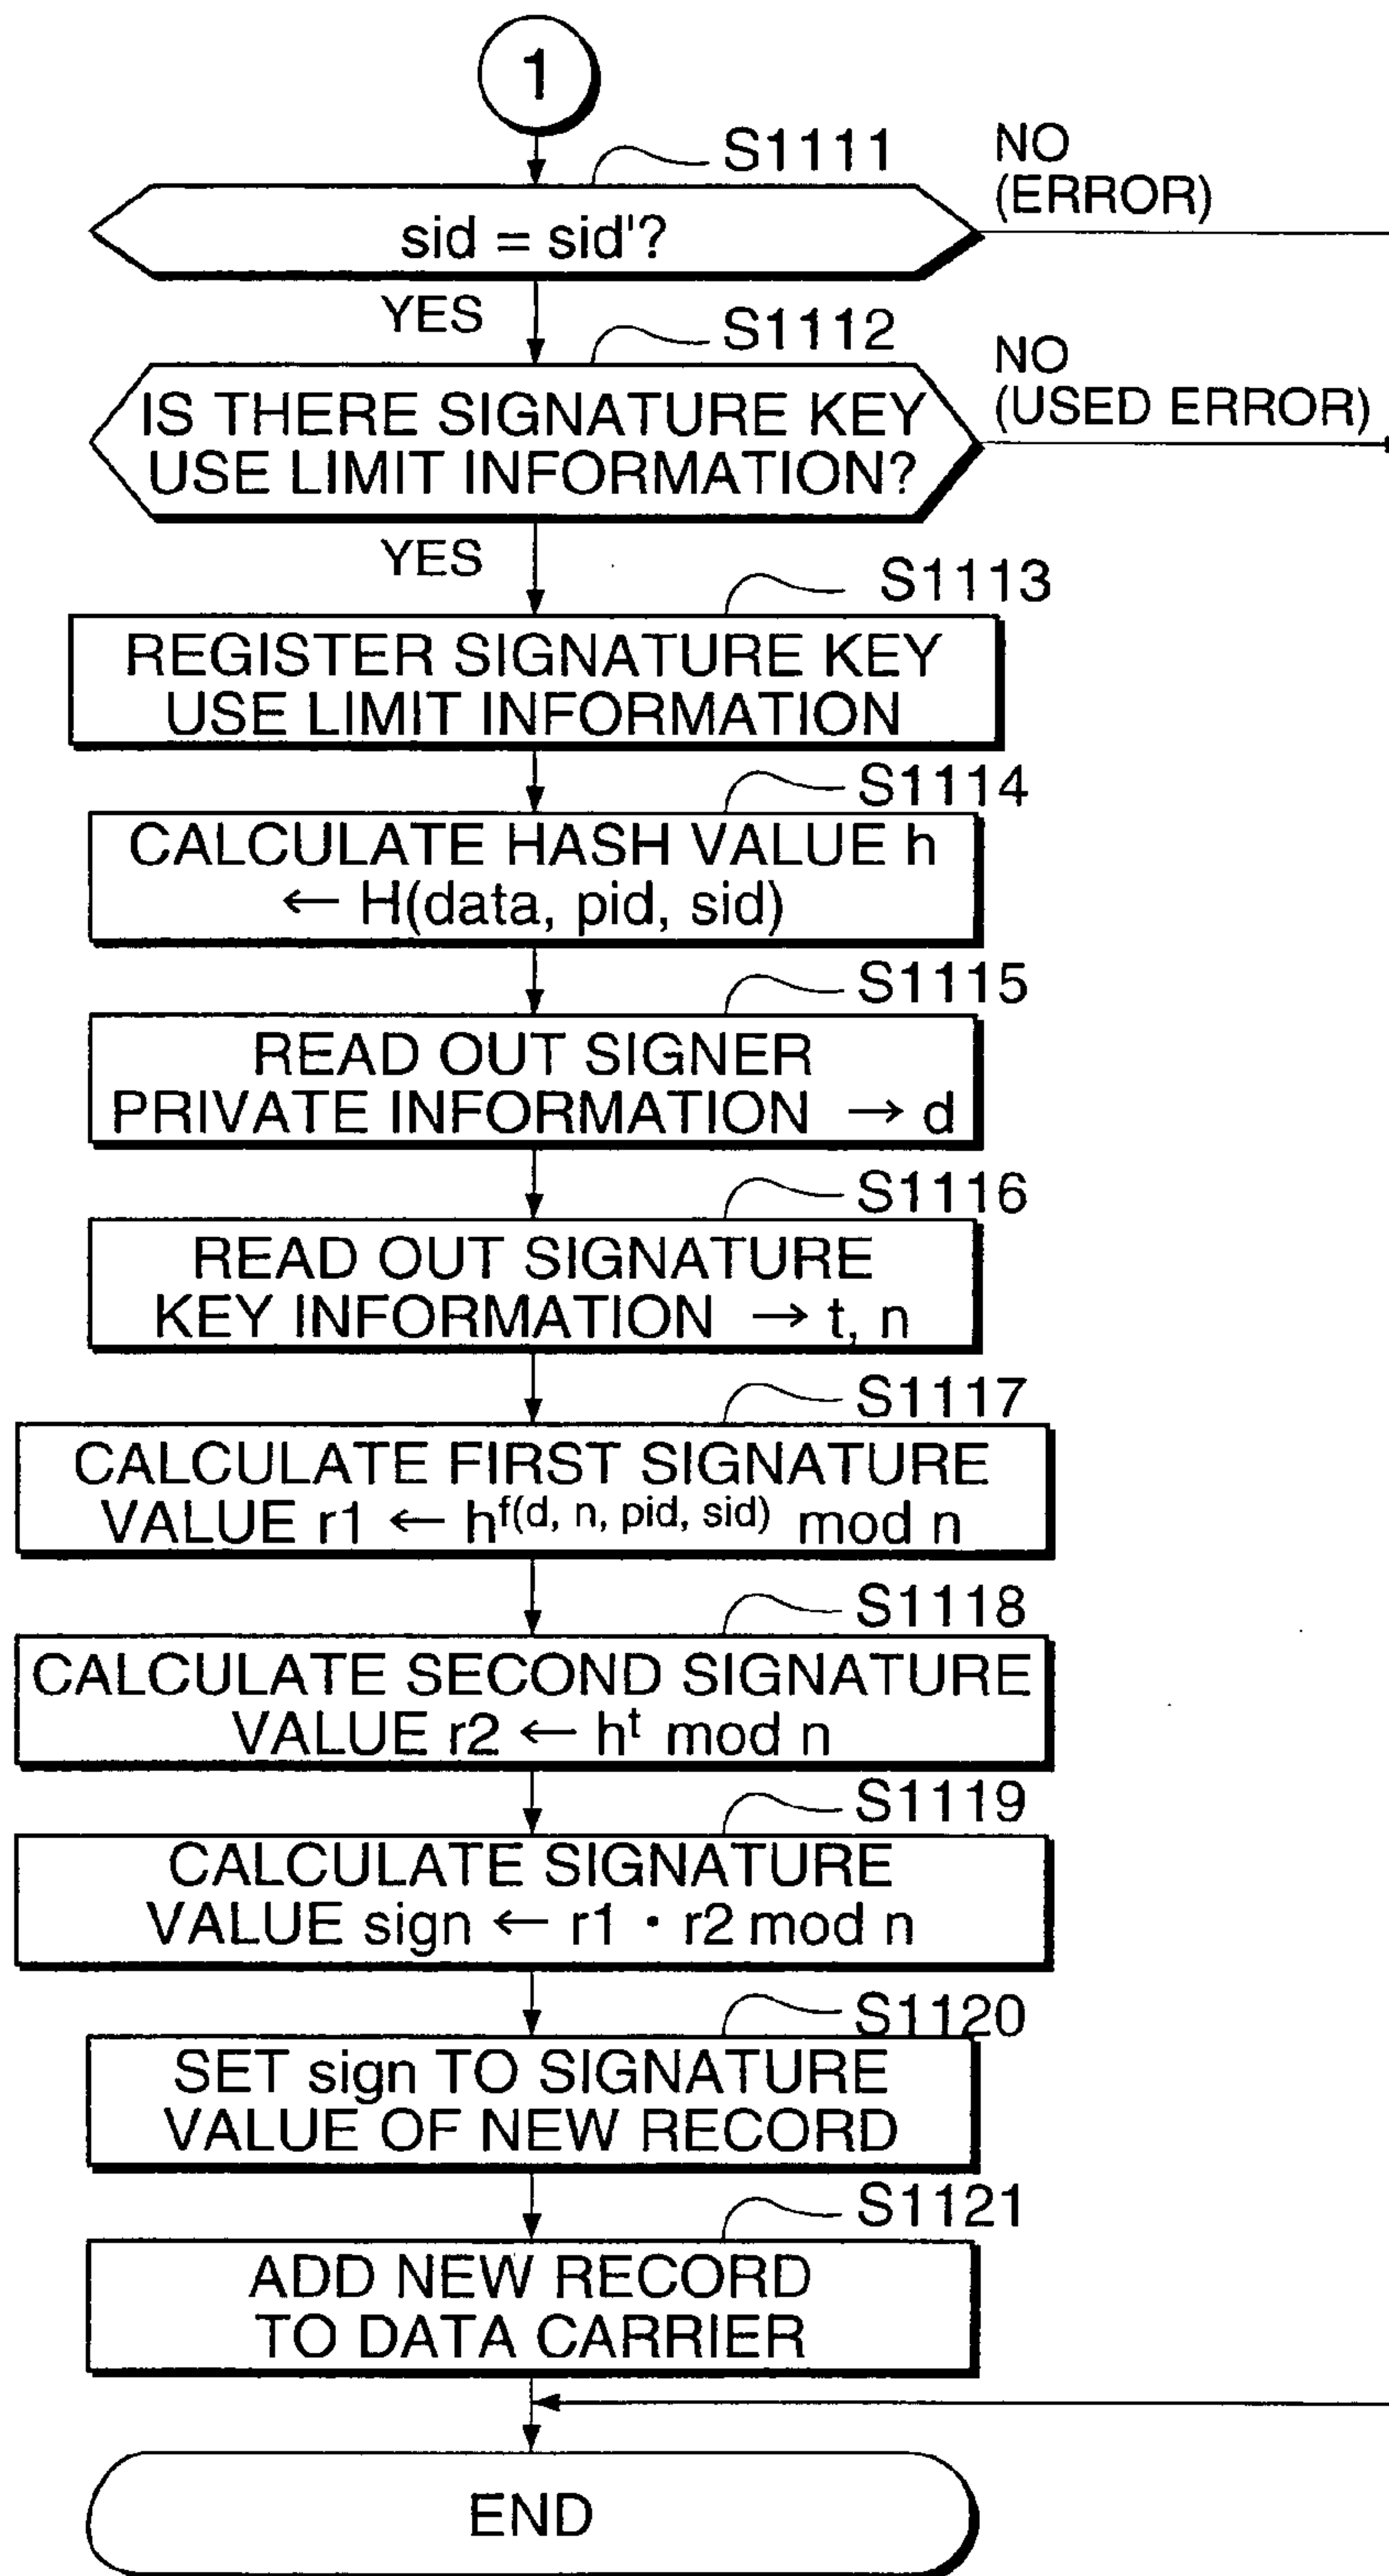 1
S1111
NO
(ERROR)
sid = sid'?
YES
S1112
NO
(USED ERROR)
IS THERE SIGNATURE KEY
USE LIMIT INFORMATION?
YES
S1113
REGISTER SIGNATURE KEY
USE LIMIT INFORMATION
S1114
CALCULATE HASH VALUE h
← H(data, pid, sid)
S1115
READ OUT SIGNER
PRIVATE INFORMATION → d
S1116
READ OUT SIGNATURE
KEY INFORMATION → t, n
S1117
CALCULATE FIRST SIGNATURE
VALUE r1 ← h^f(d, n, pid, sid) mod n
S1118
CALCULATE SECOND SIGNATURE
VALUE r2 ← h^t mod n
S1119
CALCULATE SIGNATURE
VALUE sign ← r1 · r2 mod n
S1120
SET sign TO SIGNATURE
VALUE OF NEW RECORD
S1121
ADD NEW RECORD
TO DATA CARRIER
END